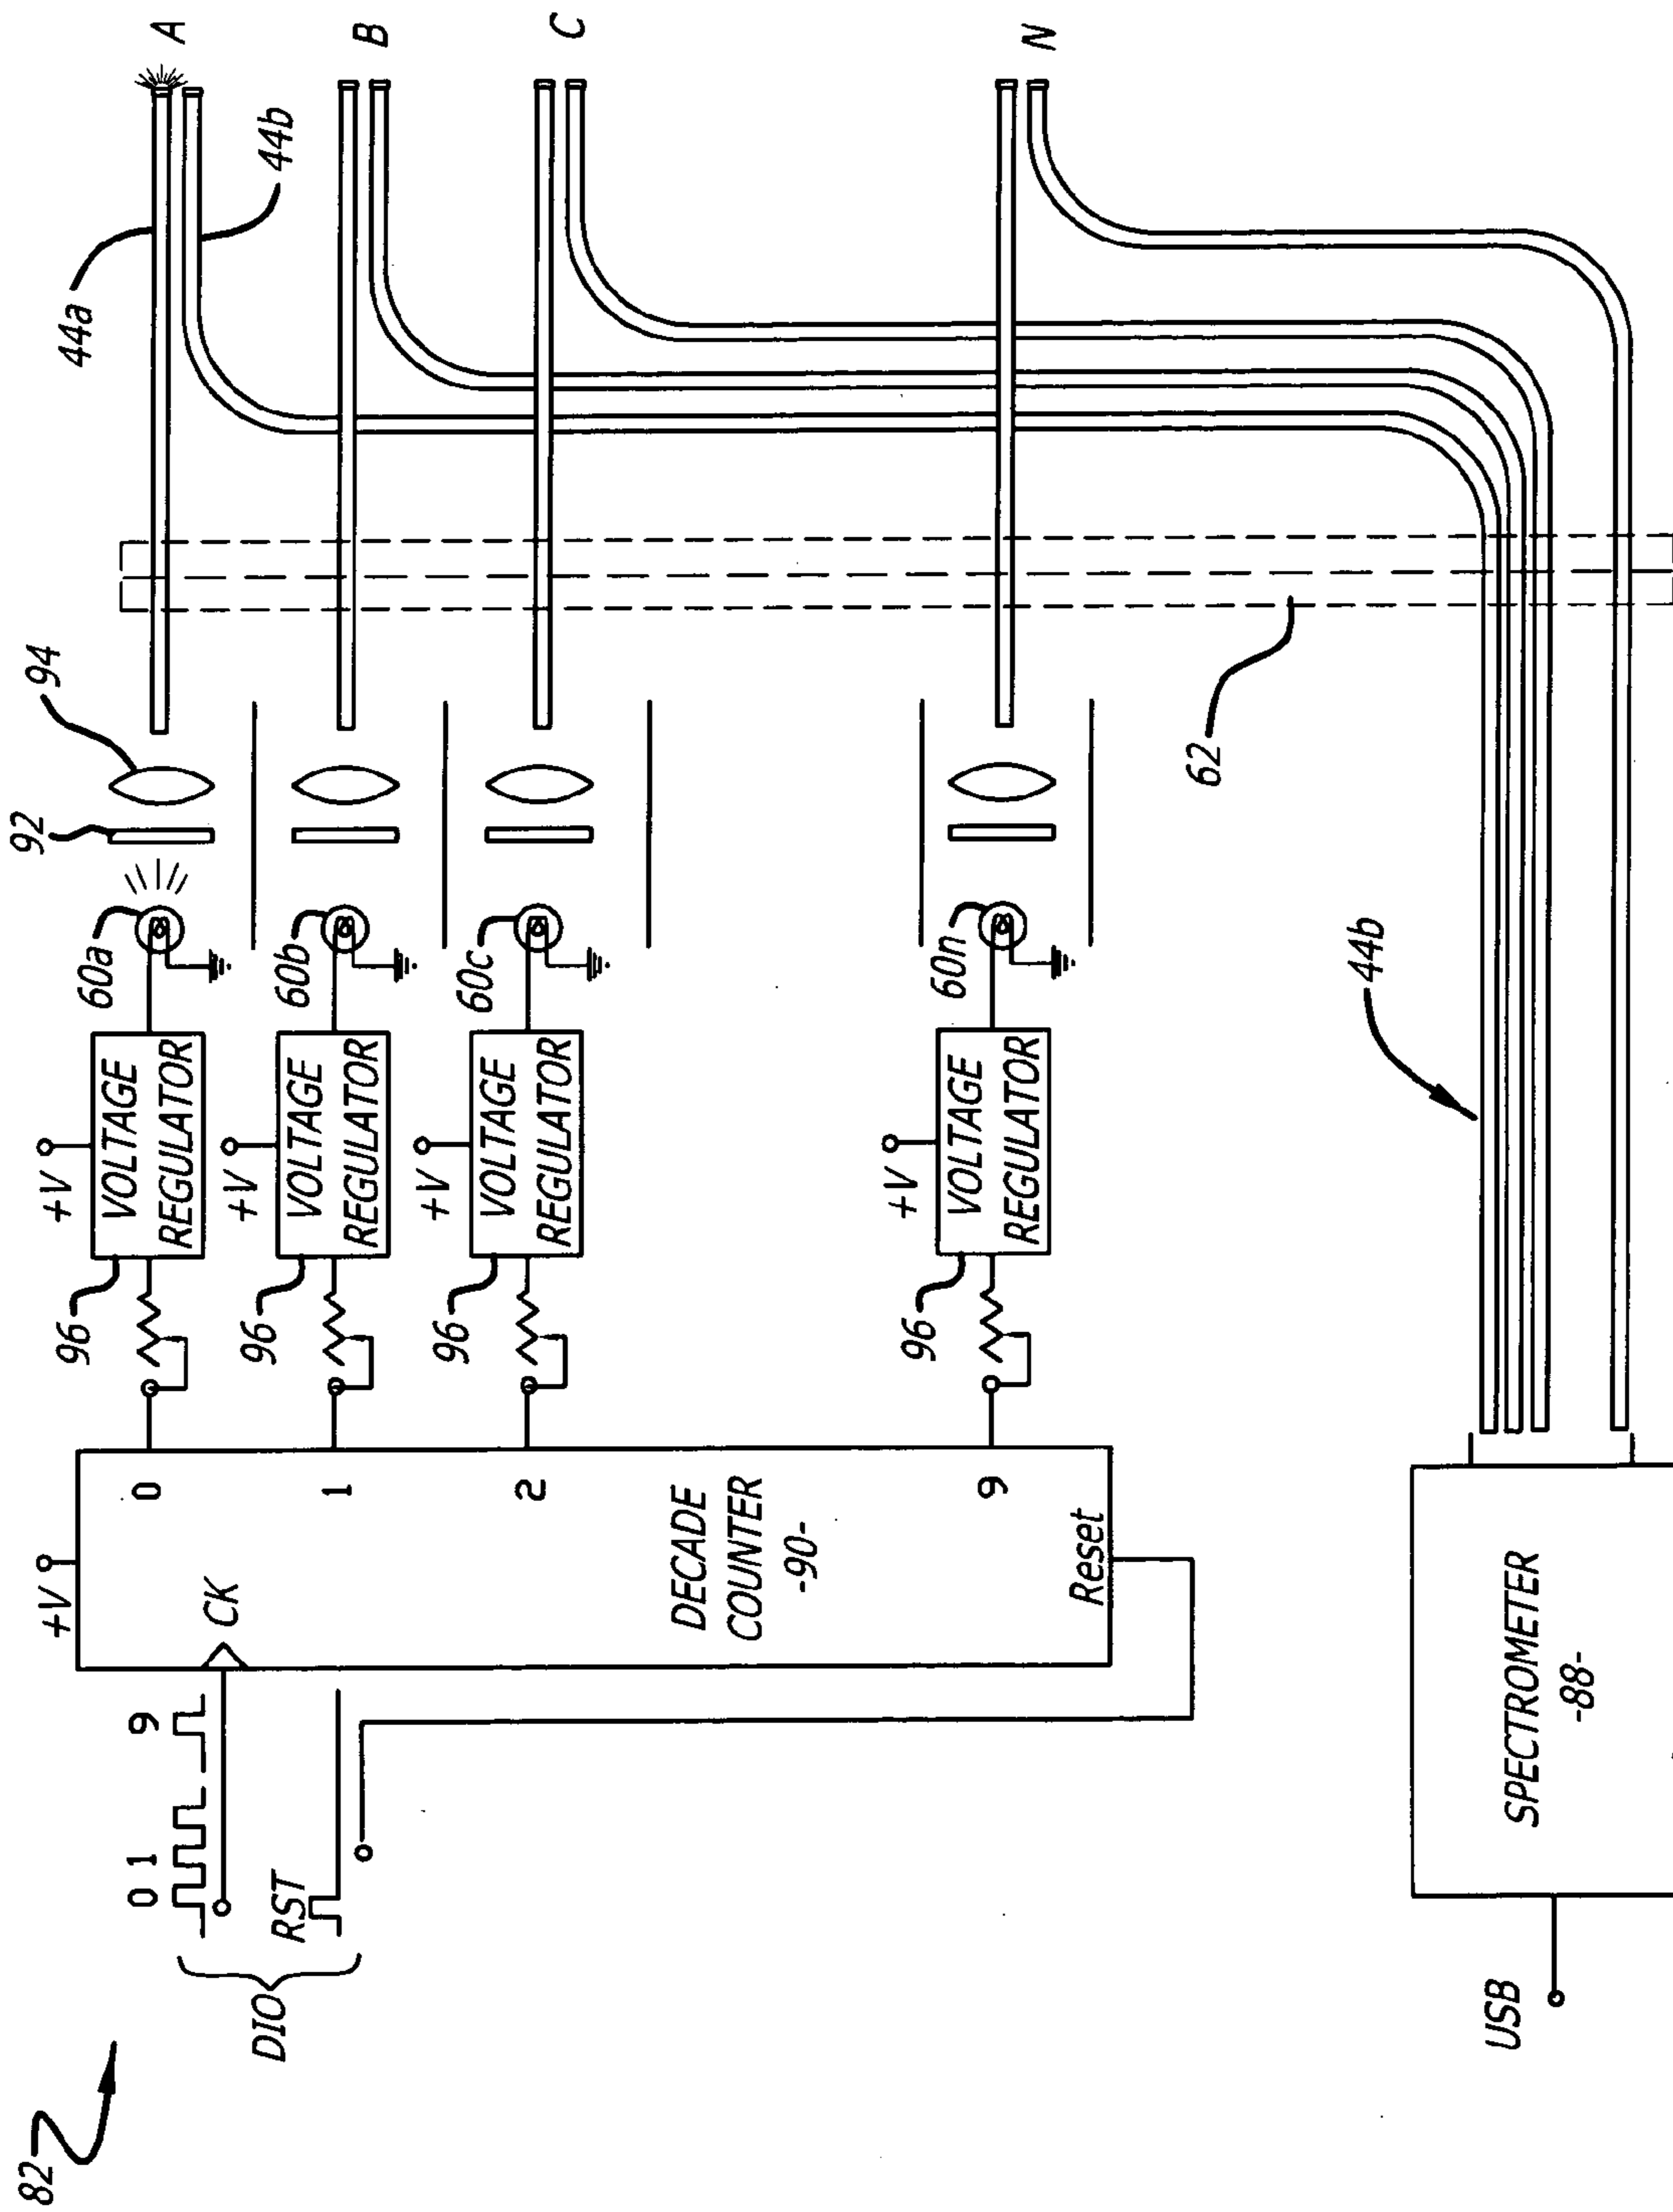 82
DIO
0 1 9
RST
+V
CK
0
1
2
9
DECADE
COUNTER
-90-
Reset
96
+V
VOLTAGE
REGULATOR
60a
92
94
44a
A
44b
96
+V
VOLTAGE
REGULATOR
60b
B
96
+V
VOLTAGE
REGULATOR
60c
C
96
+V
VOLTAGE
REGULATOR
60n
N
62
44b
USB
SPECTROMETER
-88-